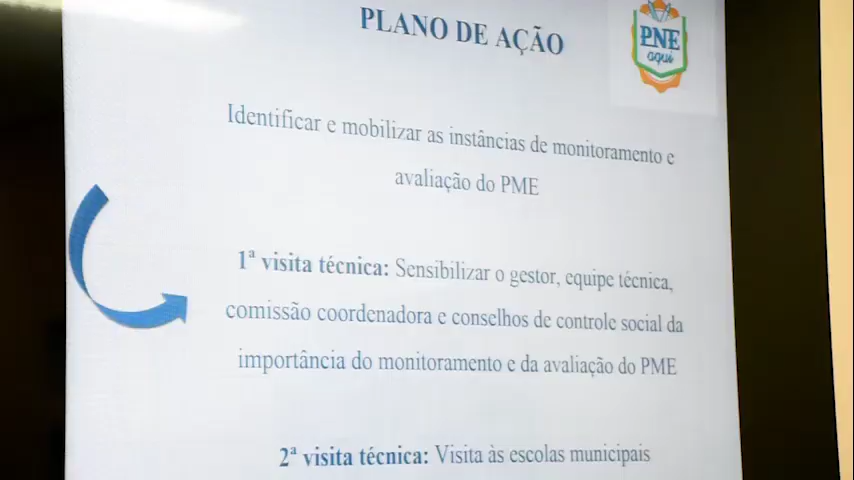 PLANO DE AÇÃO
PNE
aqui
Identificar e mobilizar as instâncias de monitoramento e
avaliação do PME
1ª visita técnica: Sensibilizar o gestor, equipe técnica,
comissão coordenadora e conselhos de controle social da
importância do monitoramento e da avaliação do PME
2ª visita técnica: Visita às escolas municipais